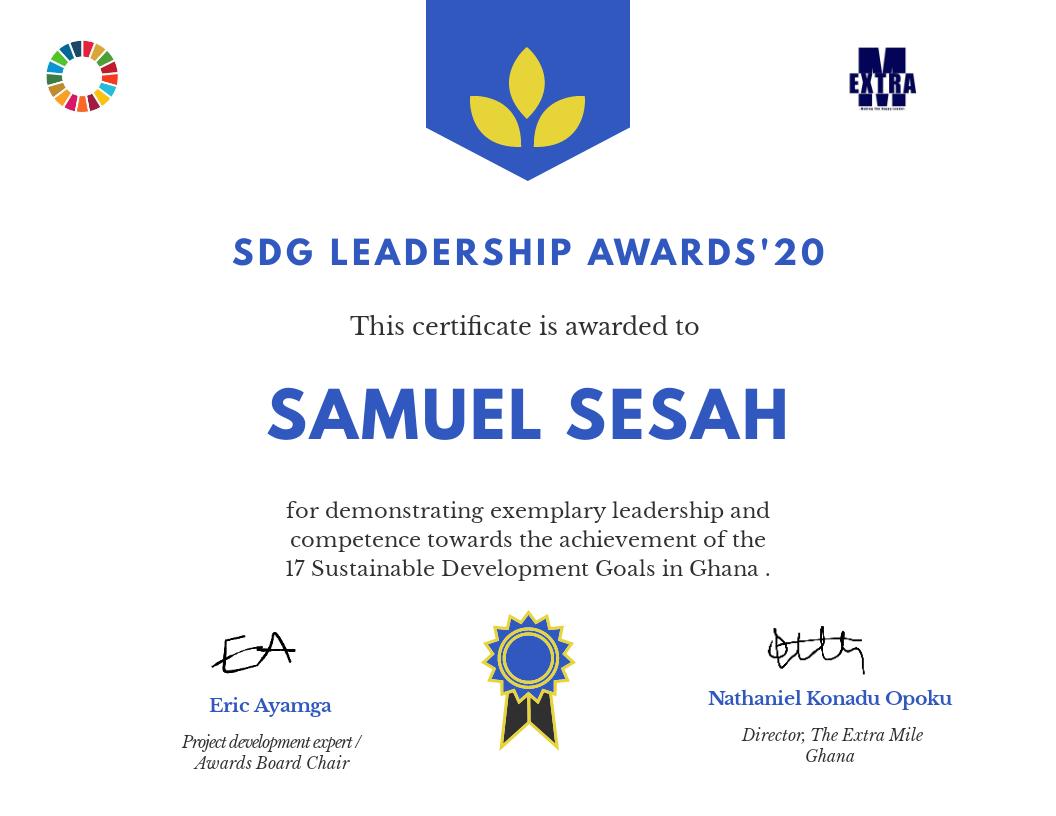 M
EXTRA
SDG LEADERSHIP AWARDS'20
This certificate is awarded to
SAMUEL SESAH
for demonstrating exemplary leadership and
competence towards the achievement of the
17 Sustainable Development Goals in Ghana .
EA
Eric Ayamga
Project development expert /
Awards Board Chair
Nathaniel Konadu Opoku
Director, The Extra Mile
Ghana